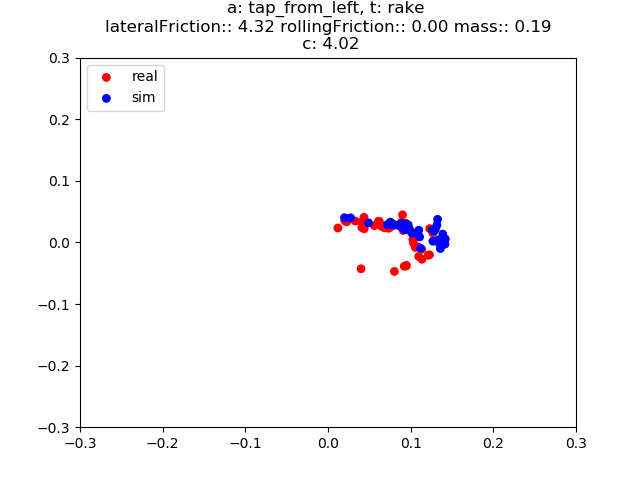 a: tap_from_left, t: rake
lateralFriction:: 4.32 rollingFriction:: 0.00 mass:: 0.19
c: 4.02
real
sim
0.3
0.2
0.1
0.0
−0.1
−0.2
−0.3
−0.3 −0.2 −0.1 0.0 0.1 0.2 0.3